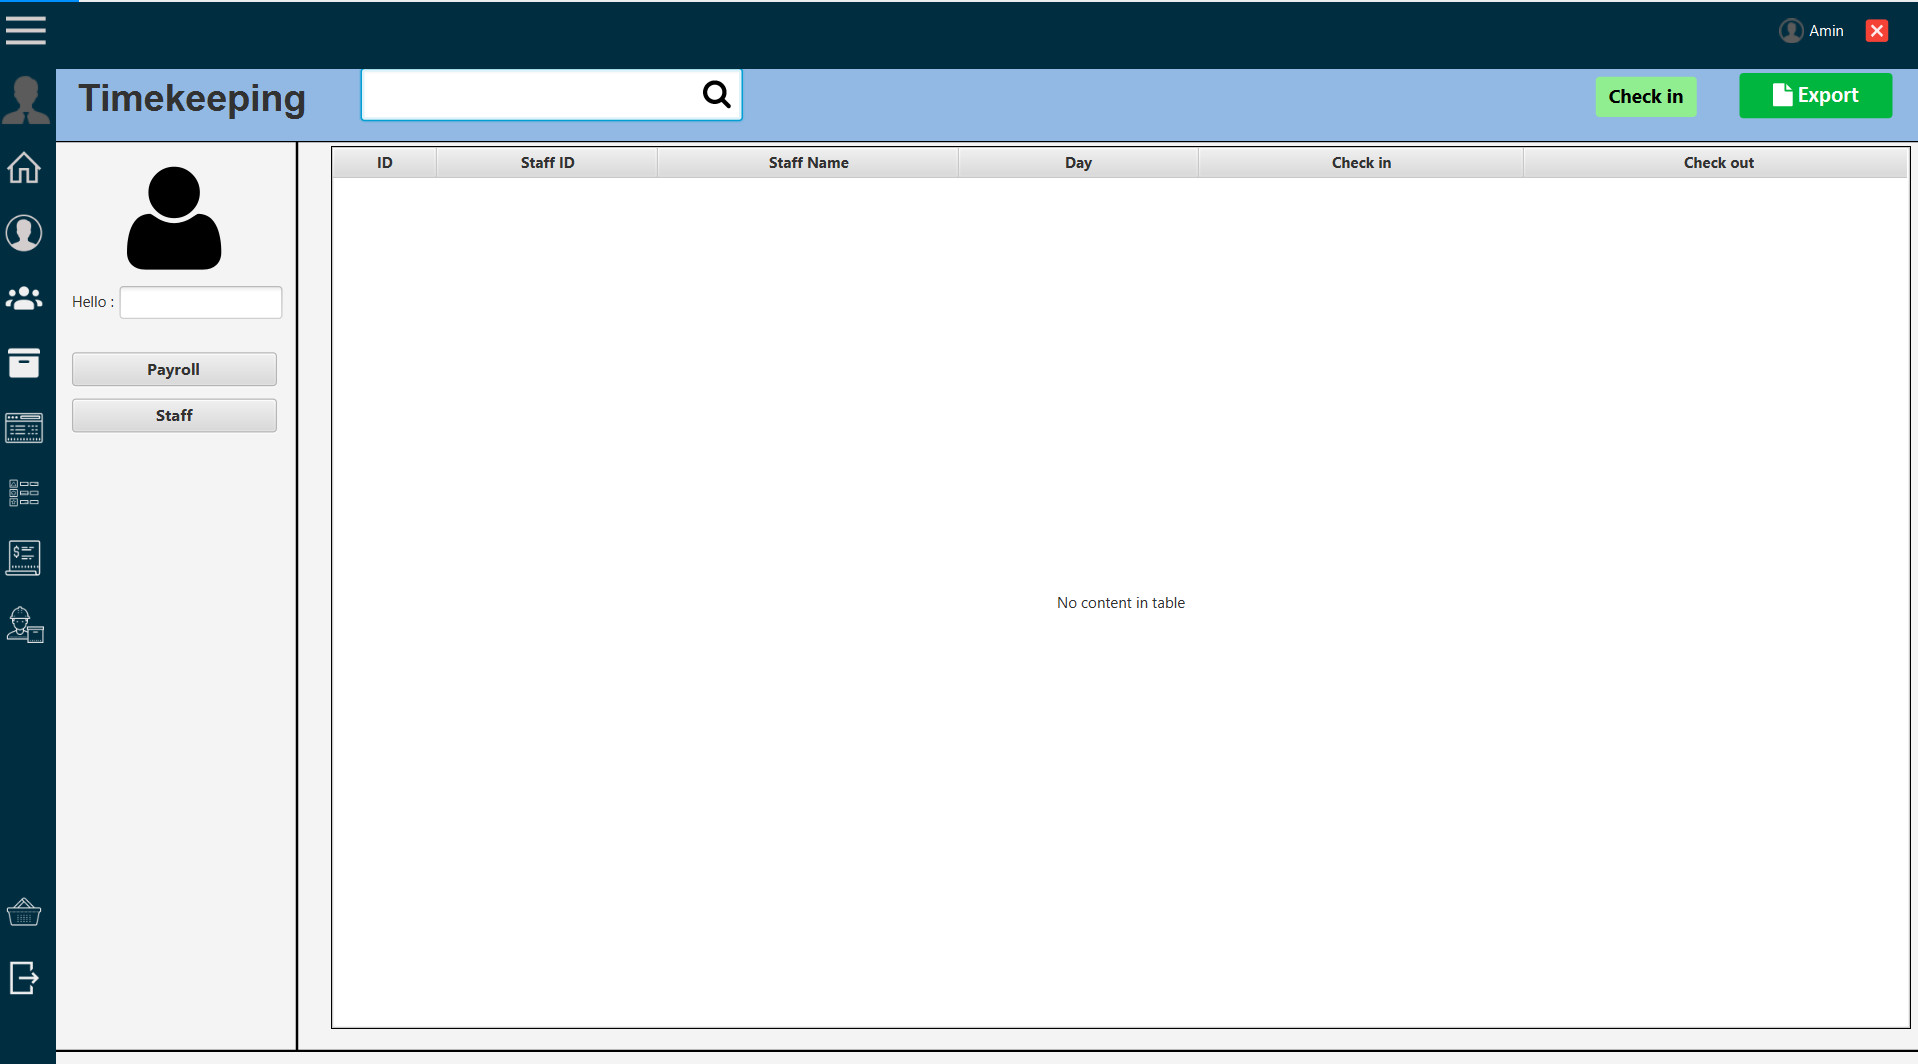 Amin
Timekeeping
Check in
Export
ID Staff ID Staff Name Day Check in Check out
Hello :
Payroll
Staff
No content in table